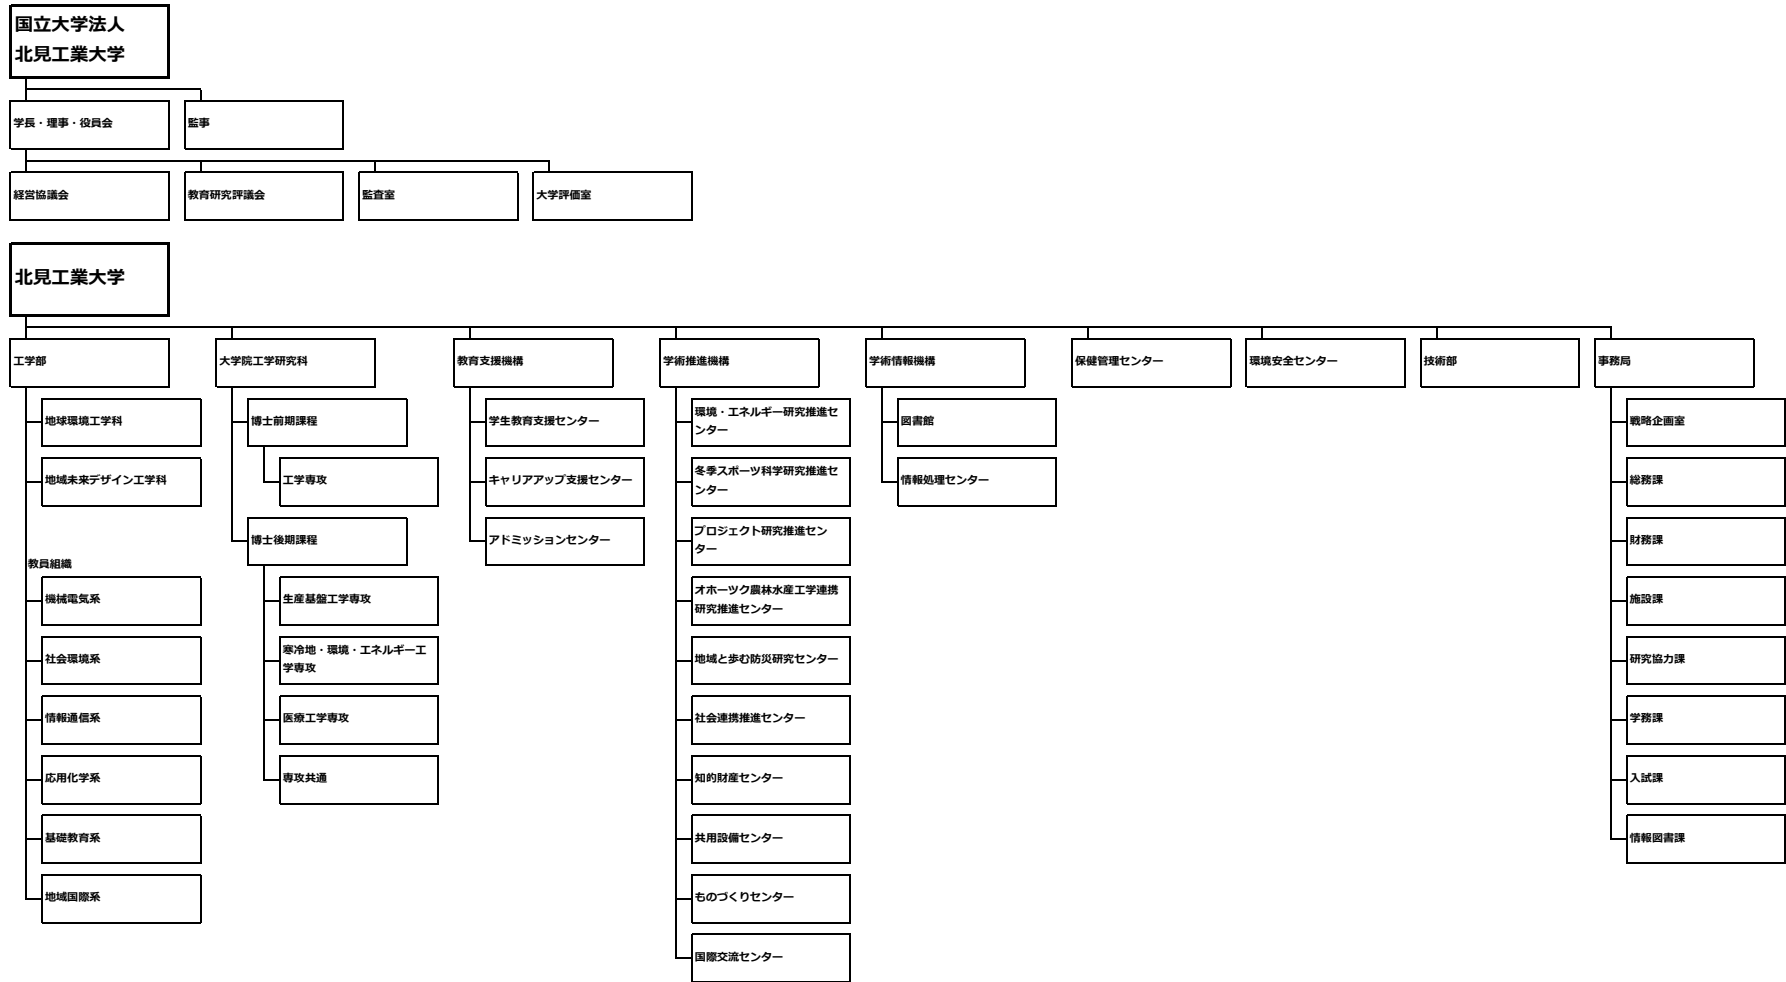 国立大学法人
北見工業大学
学長・理事・役員会
監事
経営協議会
教育研究評議会
監査室
大学評価室
北見工業大学
工学部
地球環境工学科
地域未来デザイン工学科
教員組織
機械電気系
社会環境系
情報通信系
応用化学系
基礎教育系
地域国際系
大学院工学研究科
博士前期課程
工学専攻
博士後期課程
生産基盤工学専攻
寒冷地・環境・エネルギー工
学専攻
医療工学専攻
専攻共通
教育支援機構
学生教育支援センター
キャリアアップ支援センター
アドミッションセンター
学術推進機構
環境・エネルギー研究推進セ
ンター
冬季スポーツ科学研究推進セ
ンター
プロジェクト研究推進セン
ター
オホーツク農林水産工学連携
研究推進センター
地域と歩む防災研究センター
社会連携推進センター
知的財産センター
共用設備センター
ものづくりセンター
国際交流センター
学術情報機構
図書館
情報処理センター
保健管理センター
環境安全センター
技術部
事務局
戦略企画室
総務課
財務課
施設課
研究協力課
学務課
入試課
情報図書課